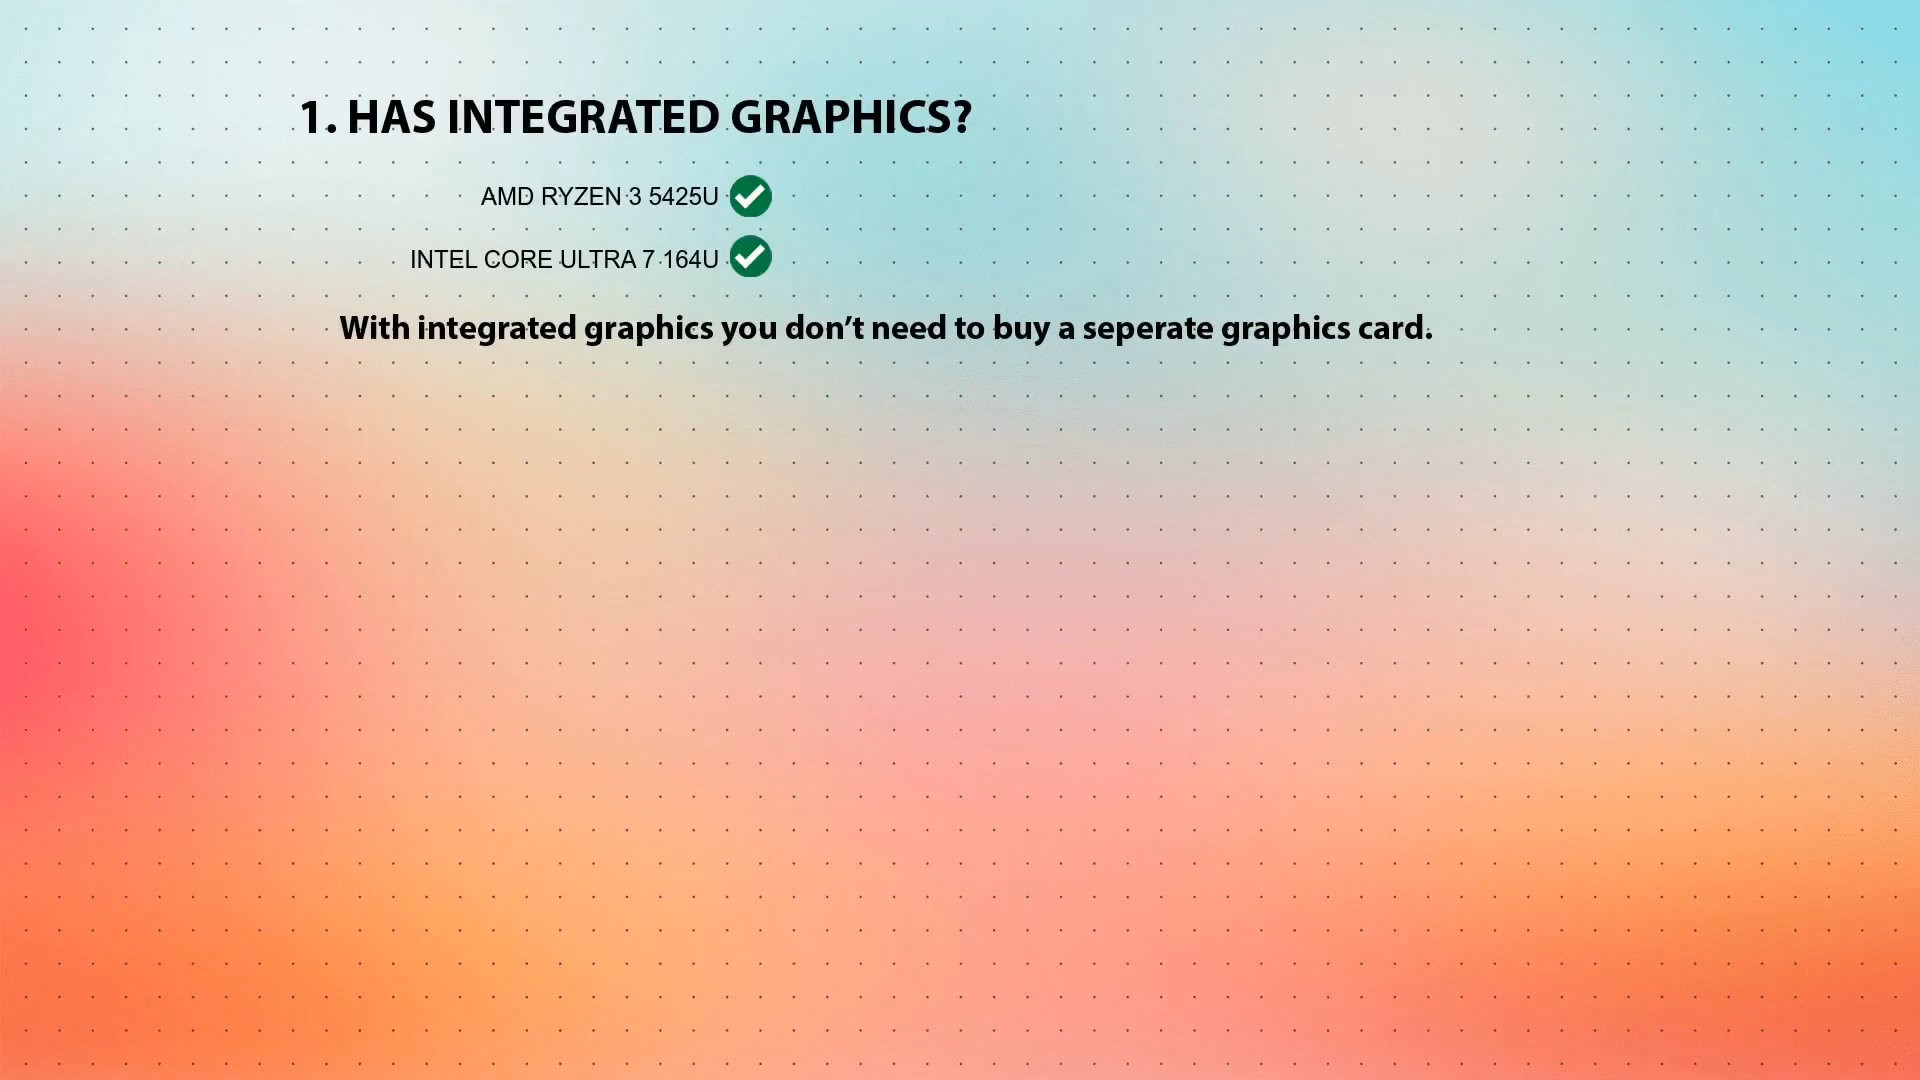 1. HAS INTEGRATED GRAPHICS?
AMD RYZEN 3 5425U
INTEL CORE ULTRA 7 164U
With integrated graphics you don’t need to buy a seperate graphics card.